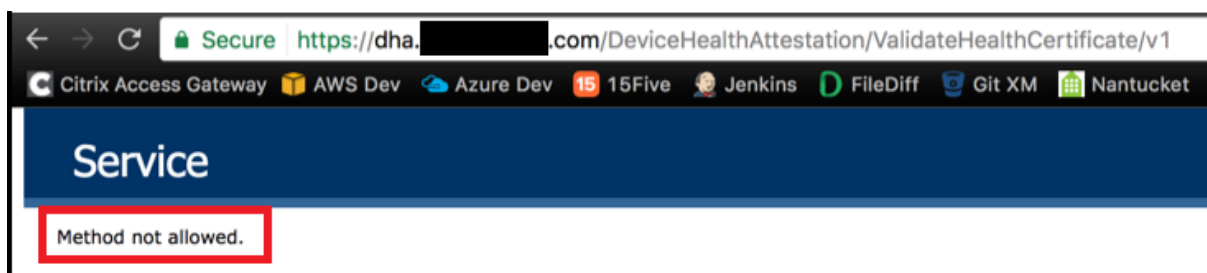 Secure https://dha. .com/DeviceHealthAttestation/ValidateHealthCertificate/v1
Citrix Access Gateway AWS Dev Azure Dev 15 15Five Jenkins D FileDiff Git XM Nantucket
Service
Method not allowed.